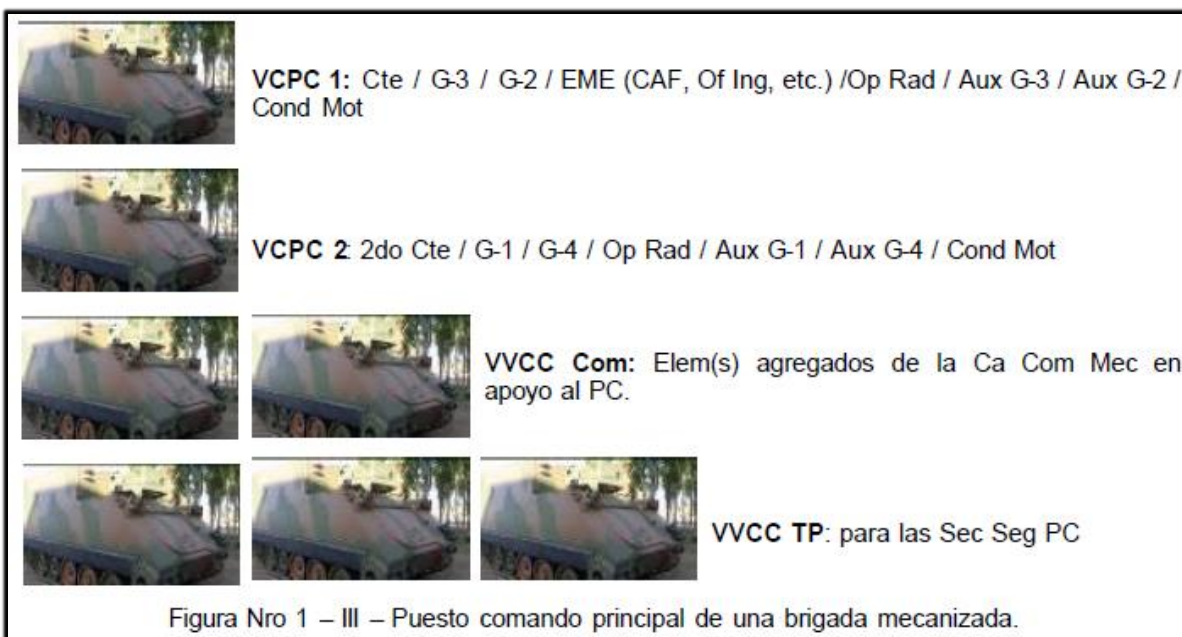 VCPC 1: Cte / G-3 / G-2 / EME (CAF, Of Ing, etc.) /Op Rad / Aux G-3 / Aux G-2 /
Cond Mot
VCPC 2: 2do Cte / G-1 / G-4 / Op Rad / Aux G-1 / Aux G-4 / Cond Mot
VVCC Com: Elem(s) agregados de la Ca Com Mec en
apoyo al PC.
VVCC TP: para las Sec Seg PC
Figura Nro 1 – III – Puesto comando principal de una brigada mecanizada.